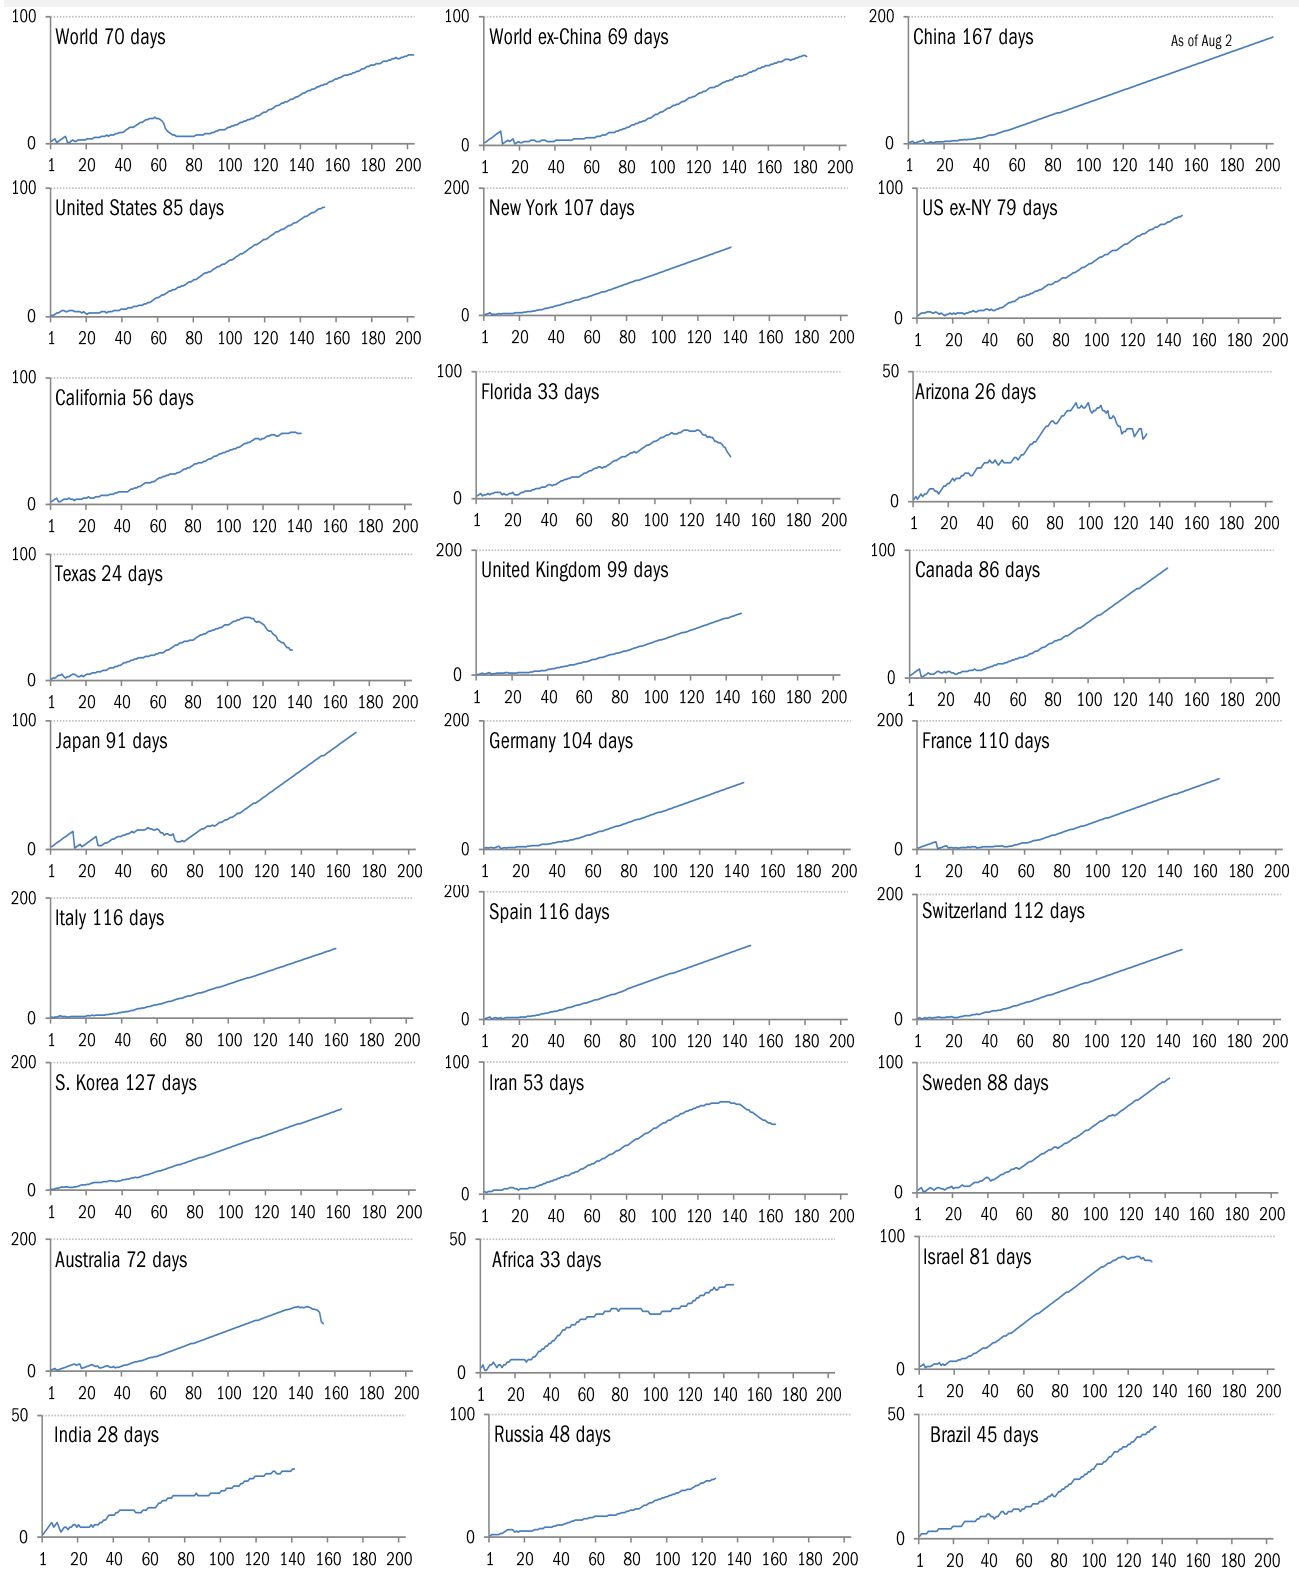 100
World 70 days
0
1 20 40 60 80 100 120 140 160 180 200
100
World ex-China 69 days
0
1 20 40 60 80 100 120 140 160 180 200
200
China 167 days
As of Aug 2
0
1 20 40 60 80 100 120 140 160 180 200
100
United States 85 days
0
1 20 40 60 80 100 120 140 160 180 200
200
New York 107 days
0
1 20 40 60 80 100 120 140 160 180 200
100
US ex-NY 79 days
0
1 20 40 60 80 100 120 140 160 180 200
100
California 56 days
0
1 20 40 60 80 100 120 140 160 180 200
100
Florida 33 days
0
1 20 40 60 80 100 120 140 160 180 200
50
Arizona 26 days
0
1 20 40 60 80 100 120 140 160 180 200
100
Texas 24 days
0
1 20 40 60 80 100 120 140 160 180 200
200
United Kingdom 99 days
0
1 20 40 60 80 100 120 140 160 180 200
100
Canada 86 days
0
1 20 40 60 80 100 120 140 160 180 200
100
Japan 91 days
0
1 20 40 60 80 100 120 140 160 180 200
200
Germany 104 days
0
1 20 40 60 80 100 120 140 160 180 200
200
France 110 days
0
1 20 40 60 80 100 120 140 160 180 200
200
Italy 116 days
0
1 20 40 60 80 100 120 140 160 180 200
200
Spain 116 days
0
1 20 40 60 80 100 120 140 160 180 200
200
Switzerland 112 days
0
1 20 40 60 80 100 120 140 160 180 200
200
S. Korea 127 days
0
1 20 40 60 80 100 120 140 160 180 200
100
Iran 53 days
0
1 20 40 60 80 100 120 140 160 180 200
100
Sweden 88 days
0
1 20 40 60 80 100 120 140 160 180 200
200
Australia 72 days
0
1 20 40 60 80 100 120 140 160 180 200
50
Africa 33 days
0
1 20 40 60 80 100 120 140 160 180 200
100
Israel 81 days
0
1 20 40 60 80 100 120 140 160 180 200
50
India 28 days
0
1 20 40 60 80 100 120 140 160 180 200
100
Russia 48 days
0
1 20 40 60 80 100 120 140 160 180 200
50
Brazil 45 days
0
1 20 40 60 80 100 120 140 160 180 200